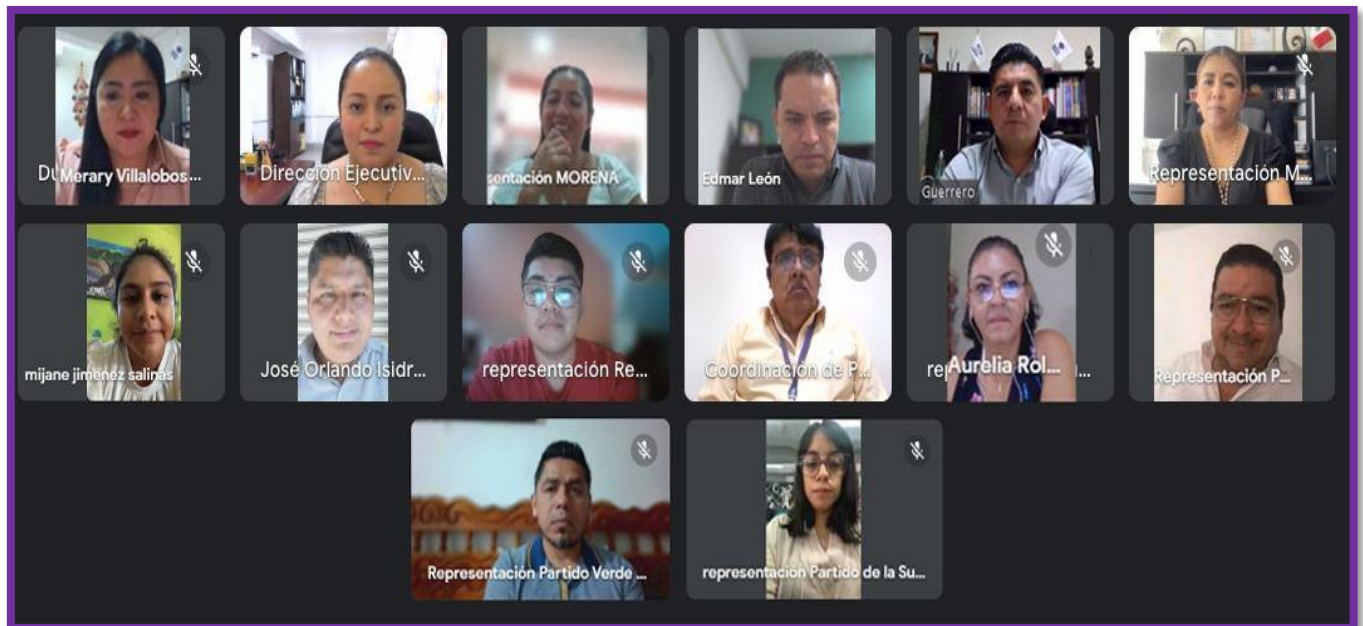 Merary Villalobos...
Dirección Ejecutiv...
sentación MORENA
Edmar León
Guerrero
Representación M...
mijane jimenez salinas
José Orlando Isidr...
representación Re...
Coordinación de P...
Aurelia Rol...
Representación P...
Representación Partido Verde ...
representación Partido de la Su...